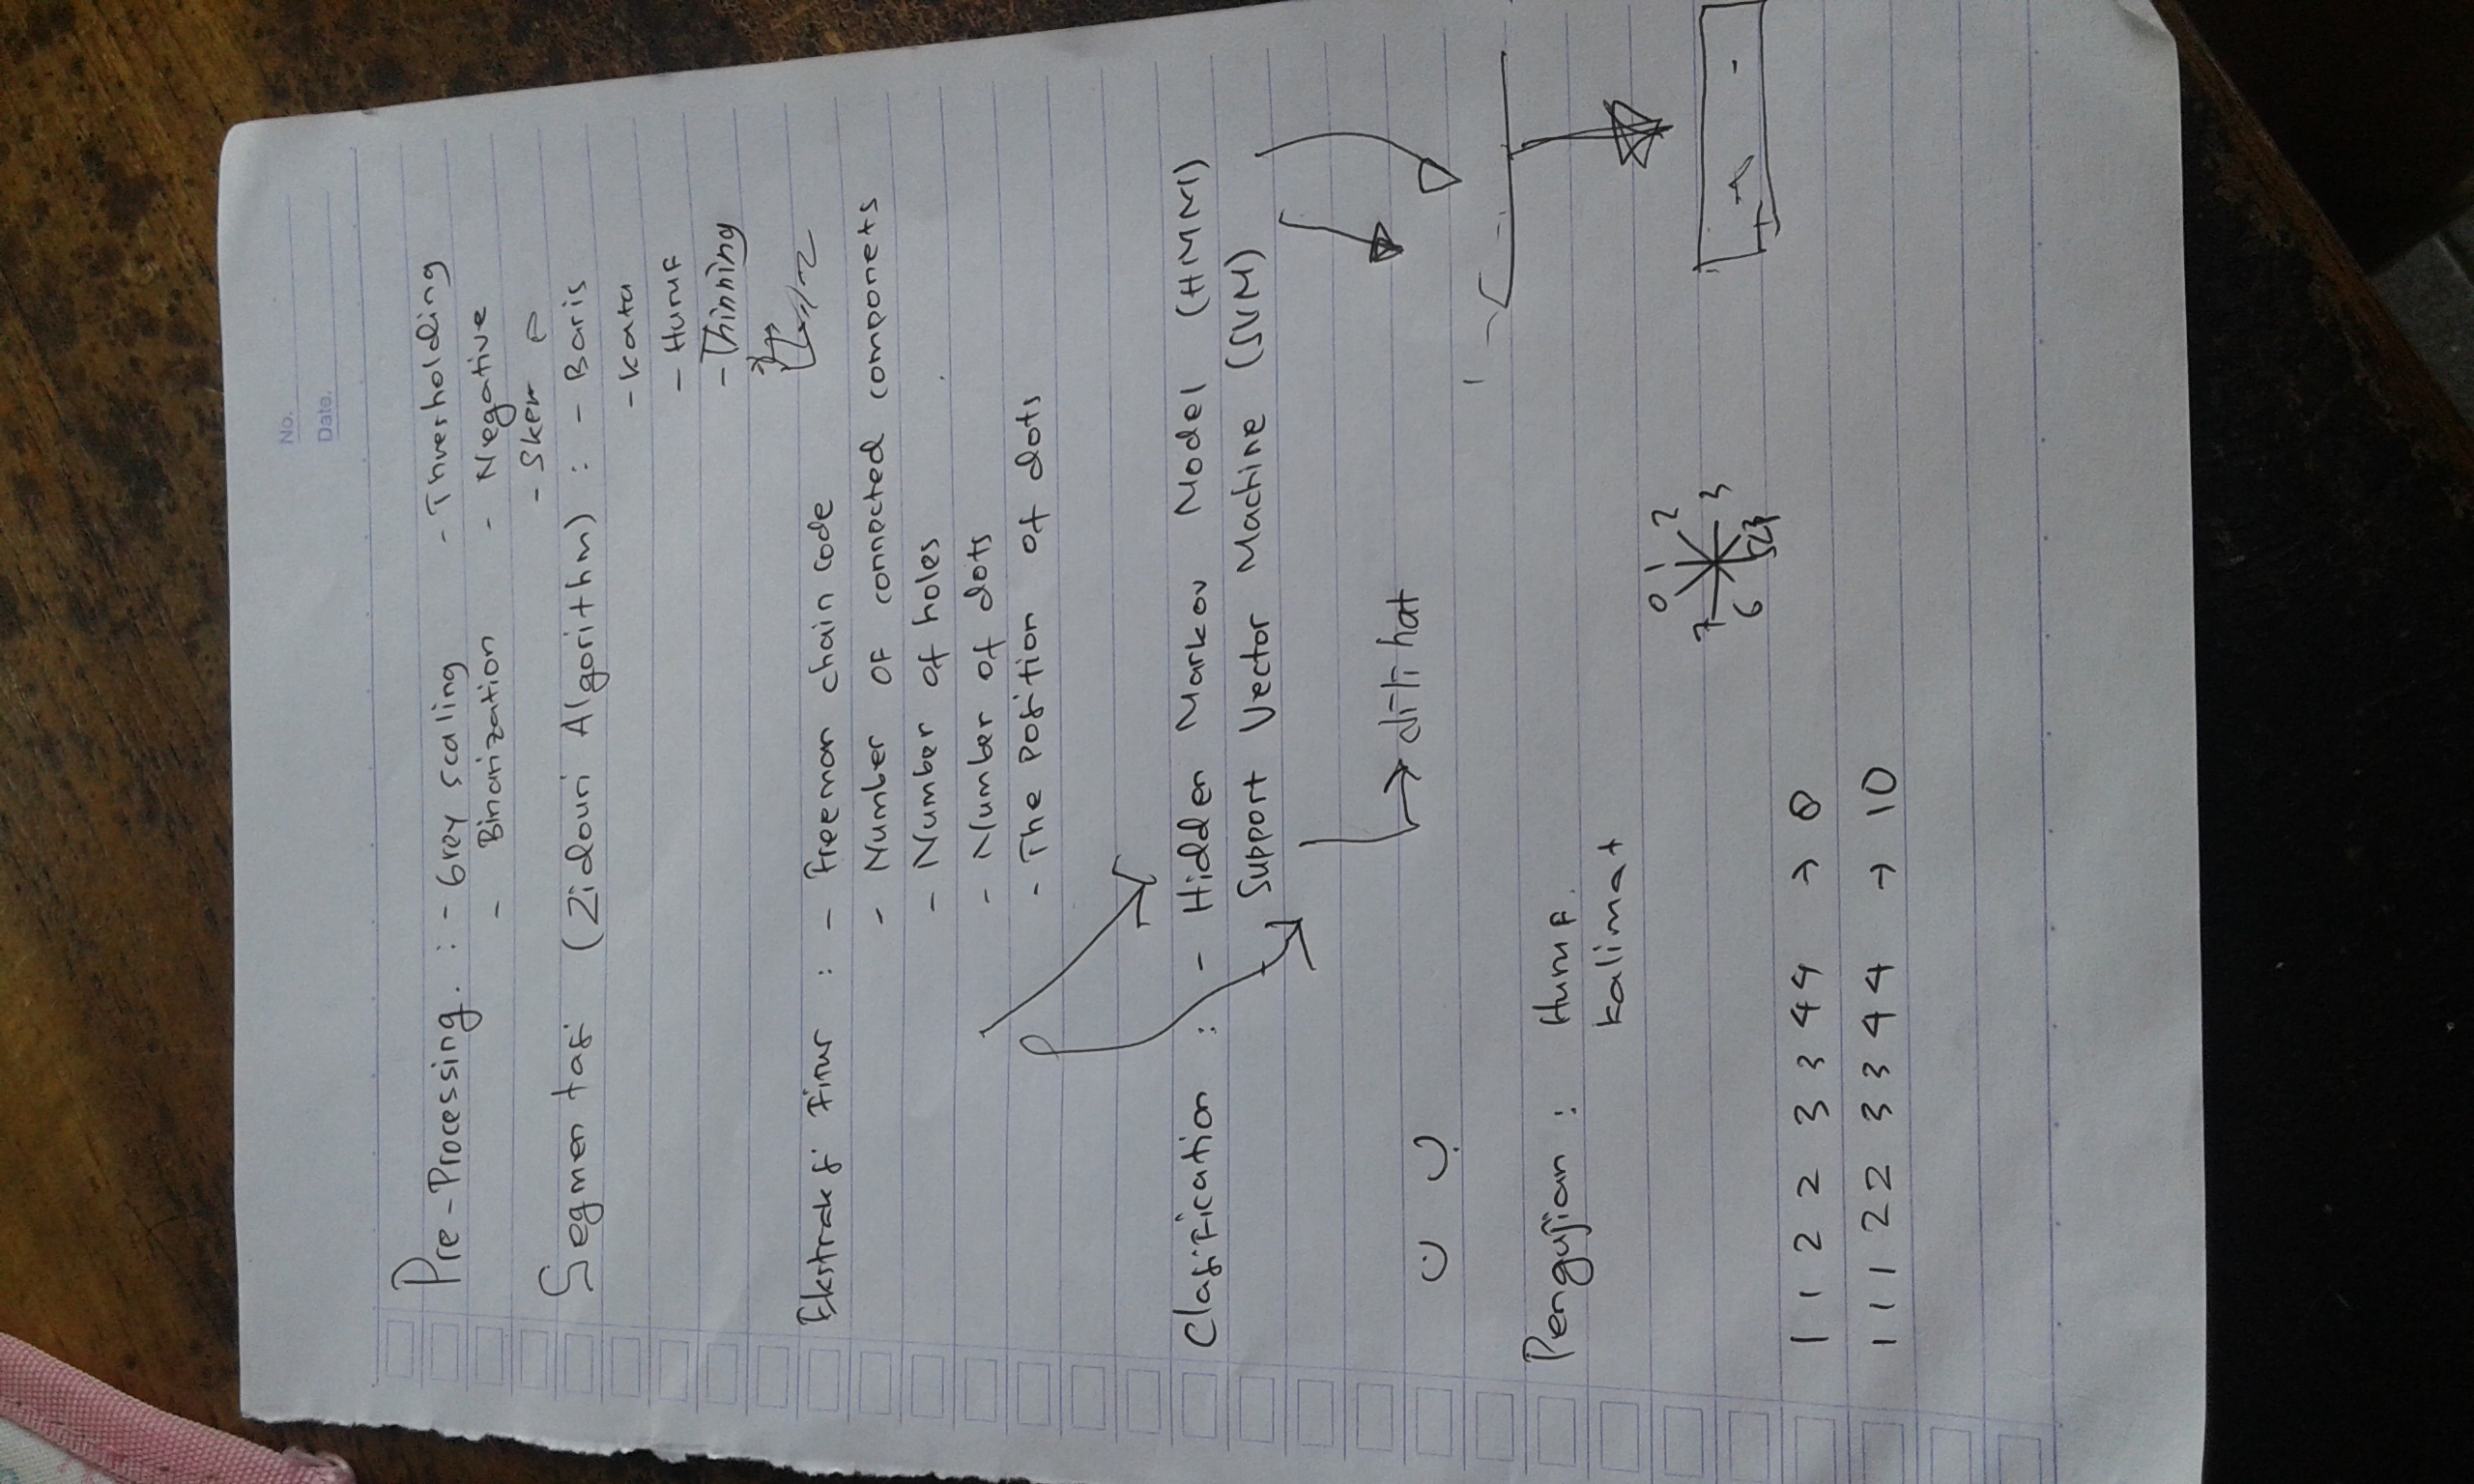 No.
Date.
Pre-Processing. : - Grey scaling - Thresholding
- Binarization - Negative
- Sker
Segmentasi (Zidouri Algorithm) : - Baris
- Kata
- Huruf
- Thinning
Ekstraksi Fitur : - Freeman chain code
- Number of connected componets
- Number of holes
- Number of dots
- The Position of dots
Clasification : - Hidden Markov Model (HMM)
- Support Vector Machine (SVM)
dilihat
Pengujian : Huruf.
Kalimat
0 1 2
7 3
6 5 4
1 1 2 2 3 3 4 4 → 8
1 1 1 2 2 3 3 4 4 → 10